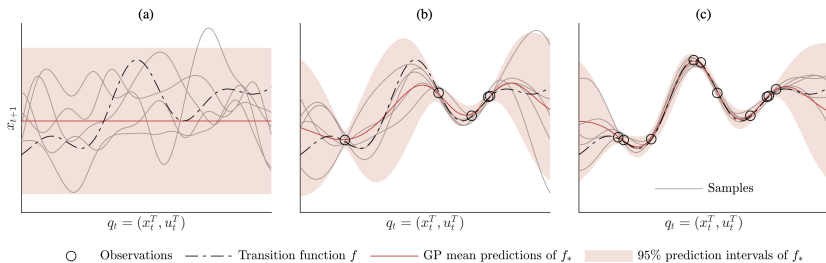 (a) (b) (c)
x_{t+1}
Samples
q_t = (x_t^T, u_t^T) q_t = (x_t^T, u_t^T) q_t = (x_t^T, u_t^T)
Observations Transition function f GP mean predictions of f_* 95% prediction intervals of f_*